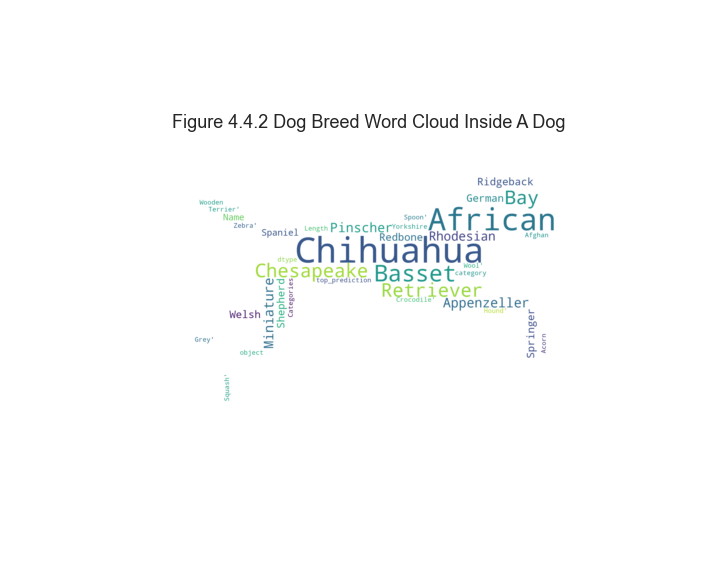 Figure 4.4.2 Dog Breed Word Cloud Inside A Dog
Ridgeback
German
Bay
Wooden
Terrier'
Name
Zebra'
Spaniel
Length
Pinscher
Spoon'
Yorkshire
African
Redbone
Rhodesian
Afghan
Chihuahua
dtype
Chesapeake
top_prediction
Basset
Wool'
category
Retriever
Crocodile'
Appenzeller
Hound'
Miniature
Shepherd
Categories
Welsh
Springer
Acorn
Grey'
object
Squash'